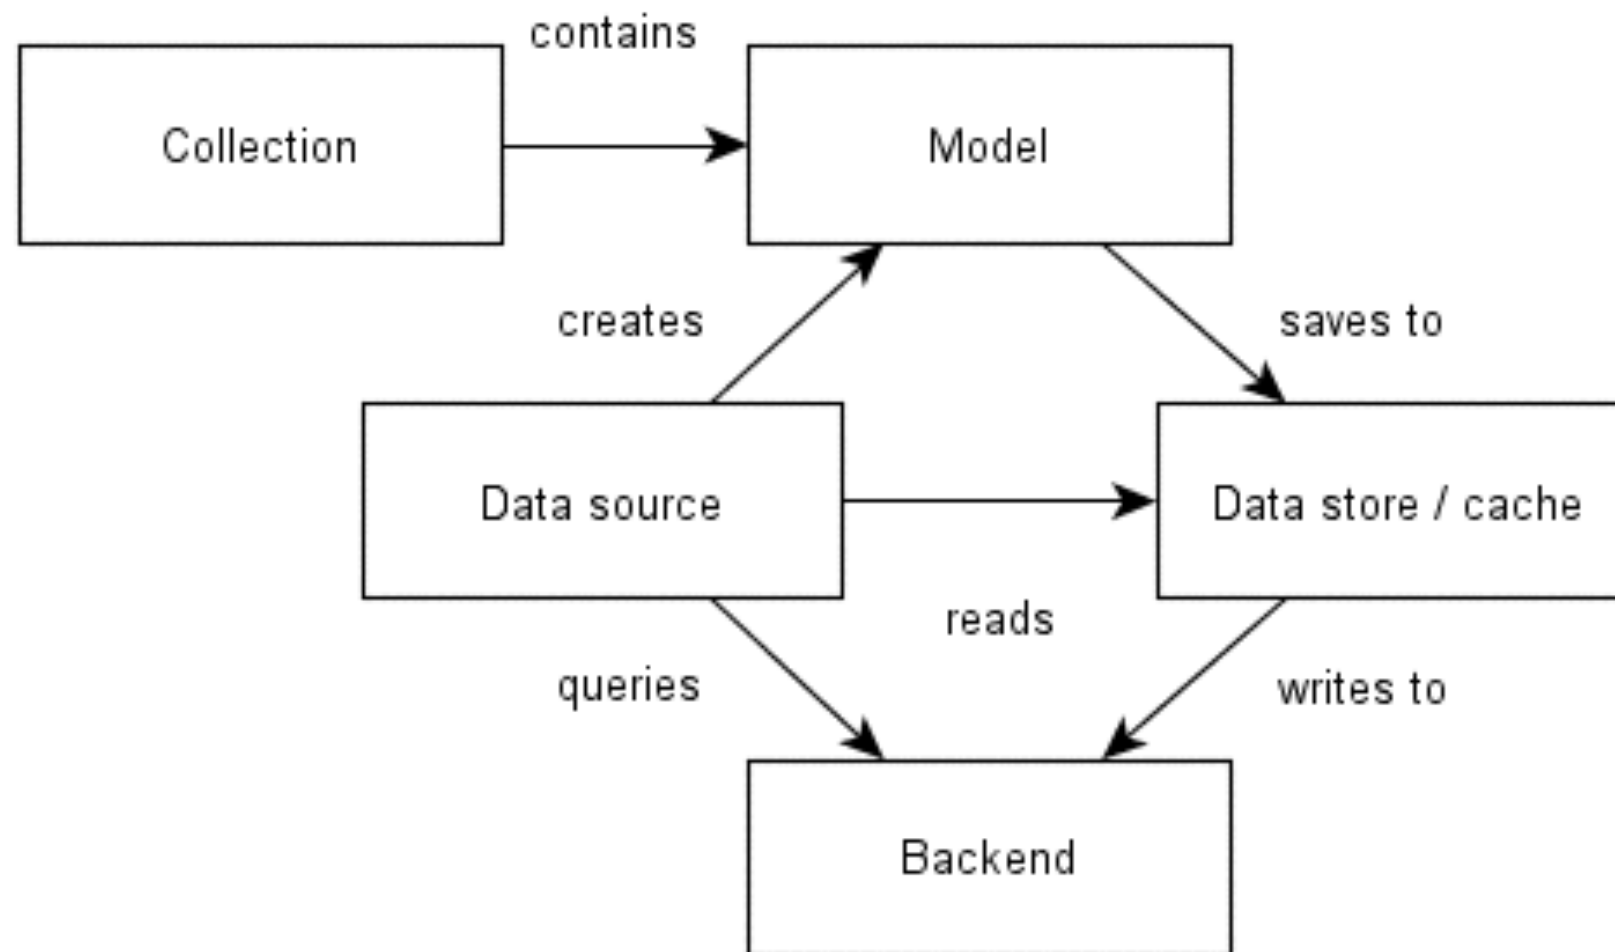 contains
Collection
Model
creates
saves to
Data source
Data store / cache
reads
queries
writes to
Backend